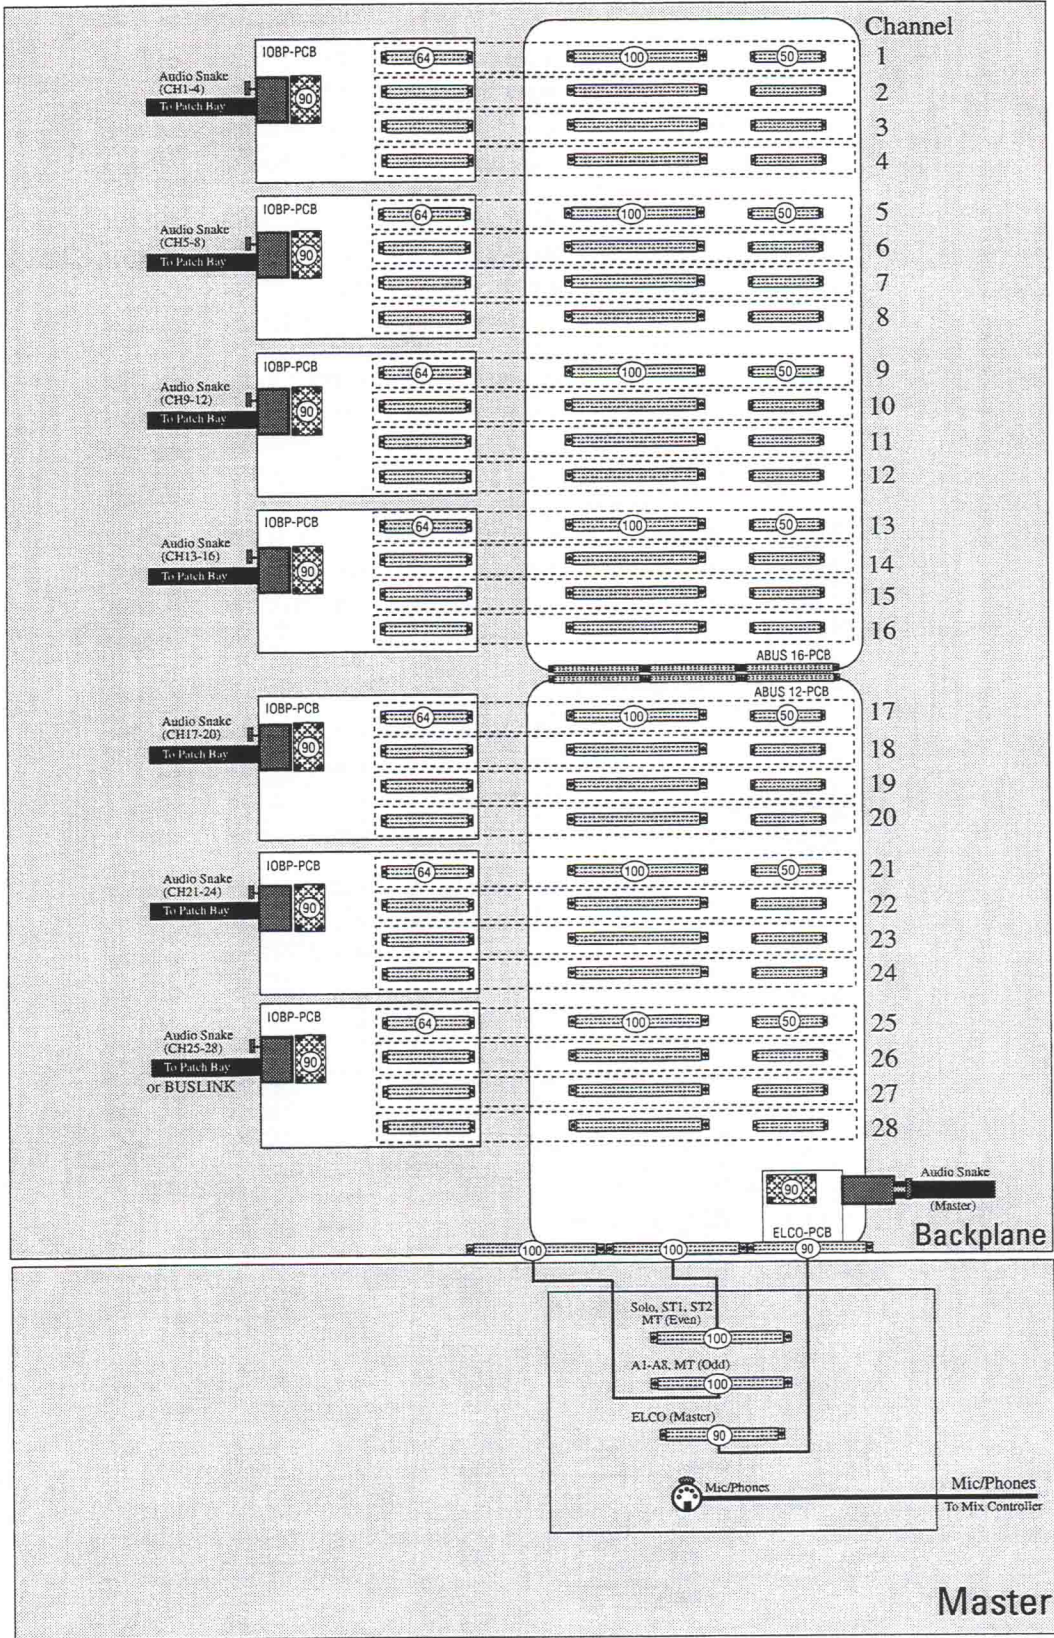 Channel
IOBP-PCB
64
100
50
1
Audio Snake
(CH1-4)
To Patch Bay
90
2
3
4
IOBP-PCB
64
100
50
5
Audio Snake
(CH5-8)
To Patch Bay
90
6
7
8
IOBP-PCB
64
100
50
9
Audio Snake
(CH9-12)
To Patch Bay
90
10
11
12
IOBP-PCB
64
100
50
13
Audio Snake
(CH13-16)
To Patch Bay
90
14
15
16
ABUS 16-PCB
ABUS 12-PCB
IOBP-PCB
64
100
50
17
Audio Snake
(CH17-20)
To Patch Bay
90
18
19
20
IOBP-PCB
64
100
50
21
Audio Snake
(CH21-24)
To Patch Bay
90
22
23
24
IOBP-PCB
64
100
50
25
Audio Snake
(CH25-28)
To Patch Bay
or BUSLINK
90
26
27
28
90
Audio Snake
(Master)
ELCO-PCB
Backplane
100
100
90
Solo, ST1, ST2
MT (Even)
100
A1-A8, MT (Odd)
100
ELCO (Master)
90
Mic/Phones
Mic/Phones
To Mix Controller
Master